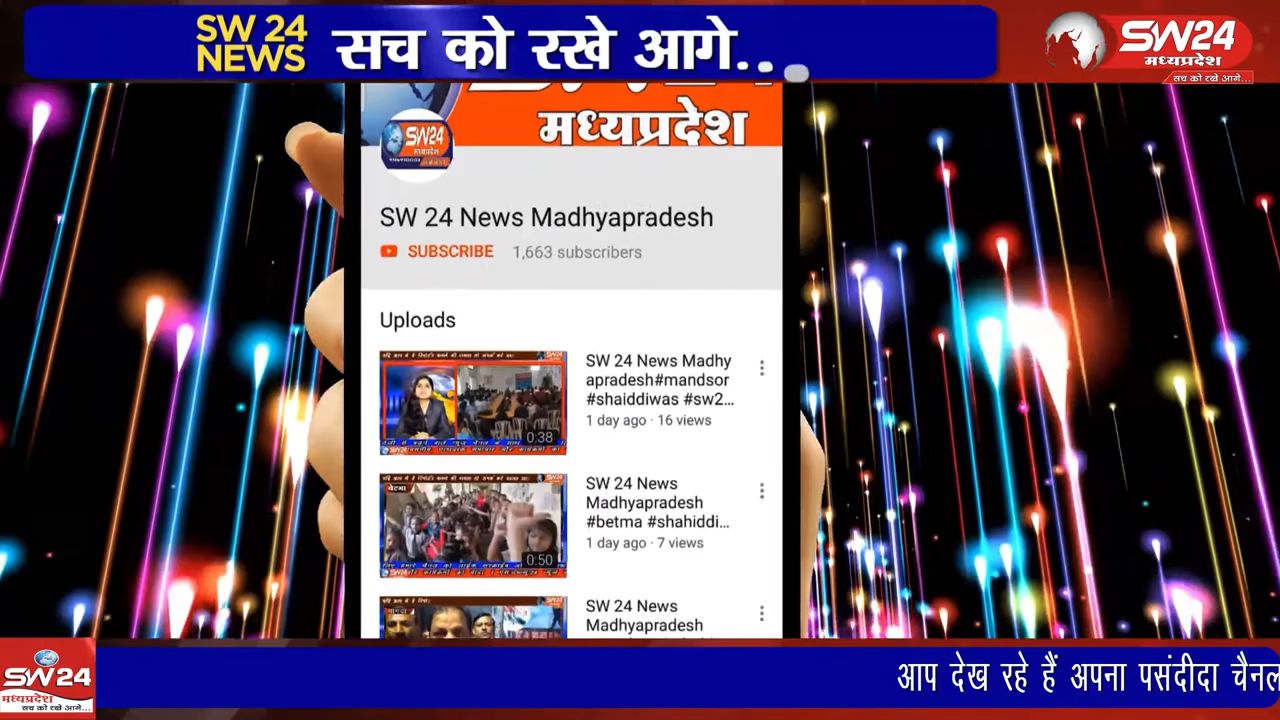 SW 24
NEWS
सच को रखे आगे...
SW24
मध्यप्रदेश
सच को रखे आगे...
मध्यप्रदेश
SW24
SW 24 News Madhyapradesh
SUBSCRIBE 1,663 subscribers
Uploads
SW 24 News Madhy
apradesh#mandsor
#shaiddiwas #sw2...
1 day ago · 16 views
0:38
SW 24 News
Madhyapradesh
#betma #shahiddi...
1 day ago · 7 views
बेटमा
0:50
SW 24 News
Madhyapradesh
SW24
मध्यप्रदेश
सच को रखे आगे...
आप देख रहे हैं अपना पसंदीदा चैनल